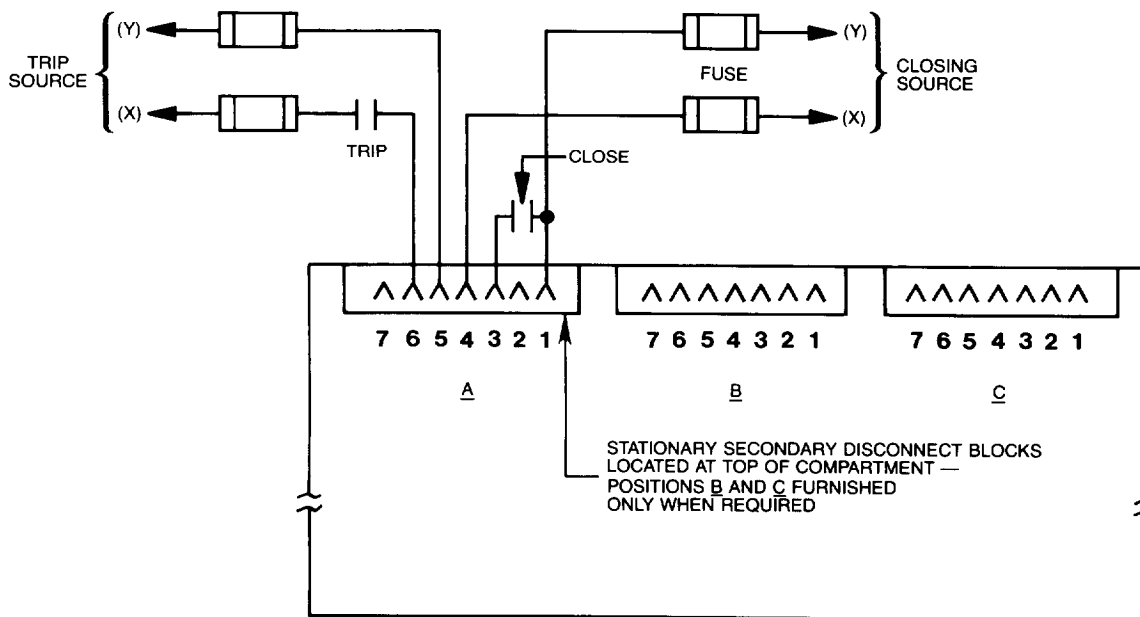 TRIP
SOURCE
(Y)
(X)
TRIP
FUSE
(Y)
(X)
CLOSING
SOURCE
CLOSE
7 6 5 4 3 2 1
7 6 5 4 3 2 1
7 6 5 4 3 2 1
A
B
C
STATIONARY SECONDARY DISCONNECT BLOCKS
LOCATED AT TOP OF COMPARTMENT —
POSITIONS B AND C FURNISHED
ONLY WHEN REQUIRED